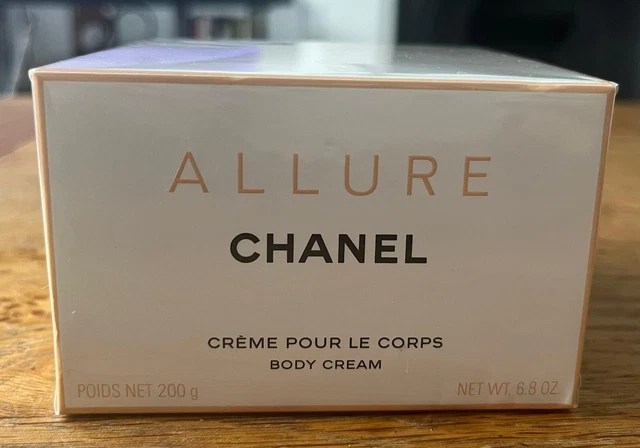 ALLURE
CHANEL
CRÈME POUR LE CORPS
BODY CREAM
POIDS NET 200 g
NET WT. 6.8 OZ.